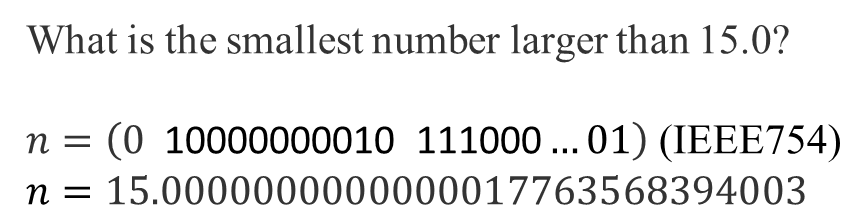 What is the smallest number larger than 15.0?
n = (0 10000000010 111000 ... 01) (IEEE754)
n = 15.0000000000000017763568394003